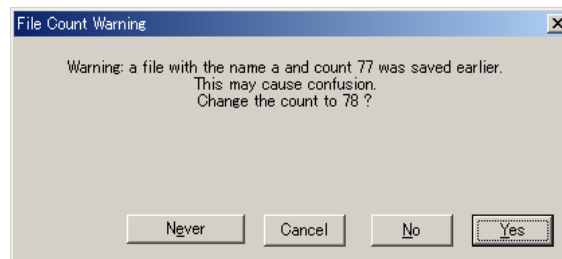 File Count Warning
Warning: a file with the name a and count 77 was saved earlier.
This may cause confusion.
Change the count to 78 ?
Never Cancel No Yes